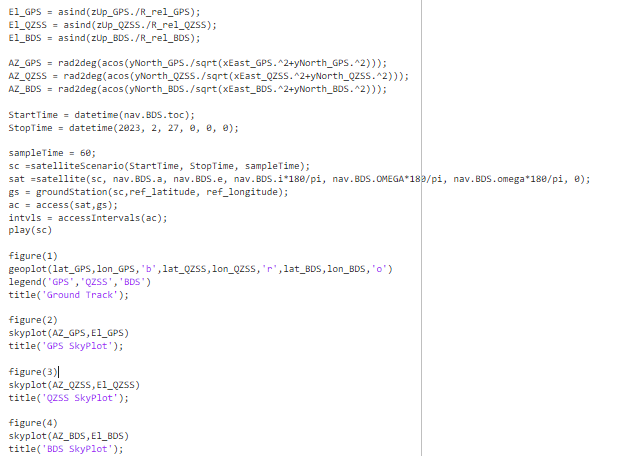 El_GPS = asind(zUp_GPS./R_rel_GPS);
El_QZSS = asind(zUp_QZSS./R_rel_QZSS);
El_BDS = asind(zUp_BDS./R_rel_BDS);
AZ_GPS = rad2deg(acos(yNorth_GPS./sqrt(xEast_GPS.^2+yNorth_GPS.^2)));
AZ_QZSS = rad2deg(acos(yNorth_QZSS./sqrt(xEast_QZSS.^2+yNorth_QZSS.^2)));
AZ_BDS = rad2deg(acos(yNorth_BDS./sqrt(xEast_BDS.^2+yNorth_BDS.^2)));
StartTime = datetime(nav.BDS.toc);
StopTime = datetime(2023, 2, 27, 0, 0, 0);
sampleTime = 60;
sc =satelliteScenario(StartTime, StopTime, sampleTime);
sat =satellite(sc, nav.BDS.a, nav.BDS.e, nav.BDS.i*180/pi, nav.BDS.OMEGA*180/pi, nav.BDS.omega*180/pi, 0);
gs = groundStation(sc,ref_latitude, ref_longitude);
ac = access(sat,gs);
intvls = accessIntervals(ac);
play(sc)
figure(1)
geoplot(lat_GPS,lon_GPS,'b',lat_QZSS,lon_QZSS,'r',lat_BDS,lon_BDS,'o')
legend('GPS','QZSS','BDS')
title('Ground Track');
figure(2)
skyplot(AZ_GPS,El_GPS)
title('GPS SkyPlot');
figure(3)
skyplot(AZ_QZSS,El_QZSS)
title('QZSS SkyPlot');
figure(4)
skyplot(AZ_BDS,El_BDS)
title('BDS SkyPlot');